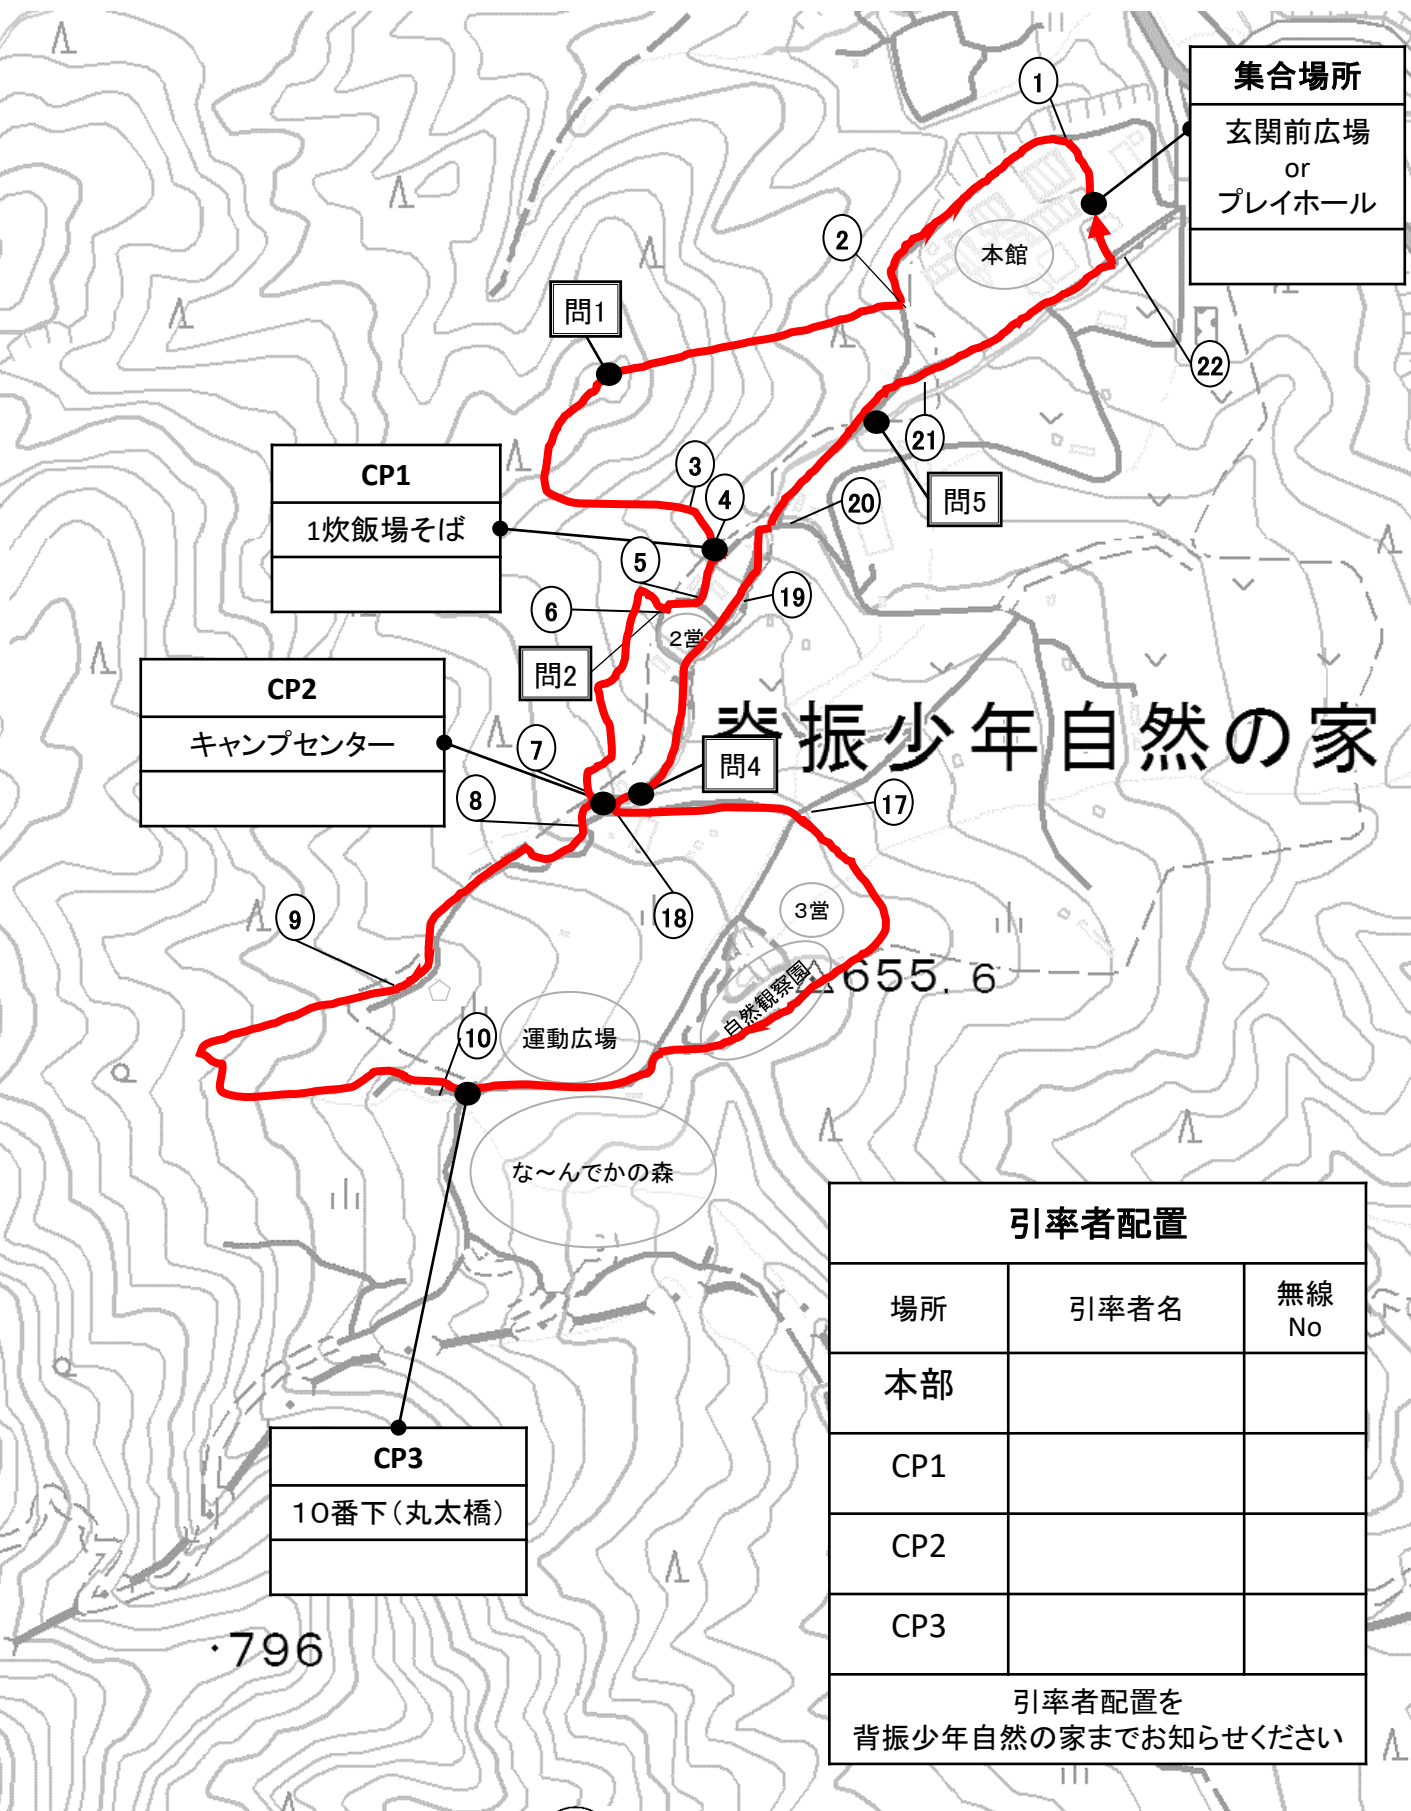 集合場所
玄関前広場
or
プレイホール
1
2
本館
問1
22
21
CP1
1炊飯場そば
3
4
問5
20
5
6
19
2営
問2
CP2
キャンプセンター
脊振少年自然の家
7
問4
8
17
9
18
3営
自然観察園
655.6
10
運動広場
な～んでかの森
引率者配置
場所
引率者名
無線
No
本部
CP1
CP2
CP3
引率者配置を
背振少年自然の家までお知らせください
CP3
10番下（丸太橋）
・796